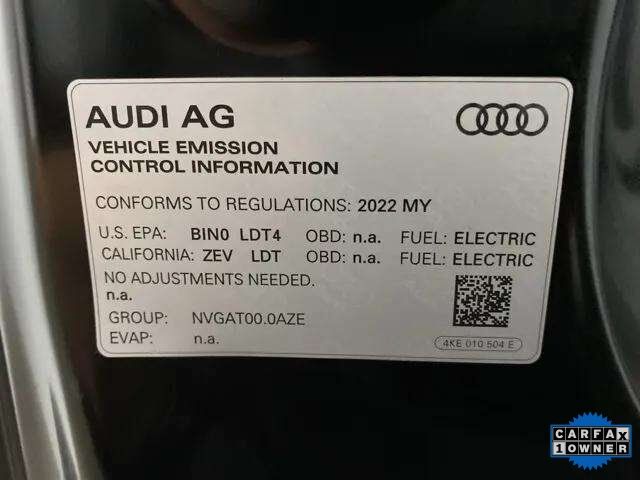 AUDI AG
VEHICLE EMISSION
CONTROL INFORMATION
CONFORMS TO REGULATIONS: 2022 MY
U.S. EPA: BIN0 LDT4 OBD: n.a. FUEL: ELECTRIC
CALIFORNIA: ZEV LDT OBD: n.a. FUEL: ELECTRIC
NO ADJUSTMENTS NEEDED.
n.a.
GROUP: NVGAT00.0AZE
EVAP: n.a.
4KE 010 504 E
CARFAX
1 OWNER